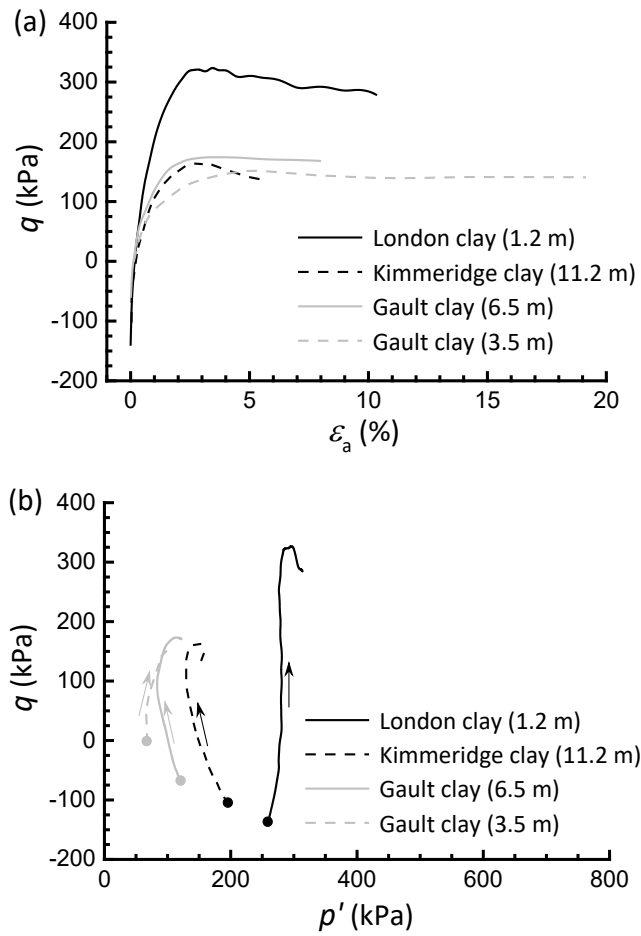 (a)
400
300
200
100
0
-100
-200
q (kPa)
London clay (1.2 m)
Kimmeridge clay (11.2 m)
Gault clay (6.5 m)
Gault clay (3.5 m)
0 5 10 15 20
εa (%)
(b)
400
300
200
100
0
-100
-200
q (kPa)
London clay (1.2 m)
Kimmeridge clay (11.2 m)
Gault clay (6.5 m)
Gault clay (3.5 m)
0 200 400 600 800
p' (kPa)